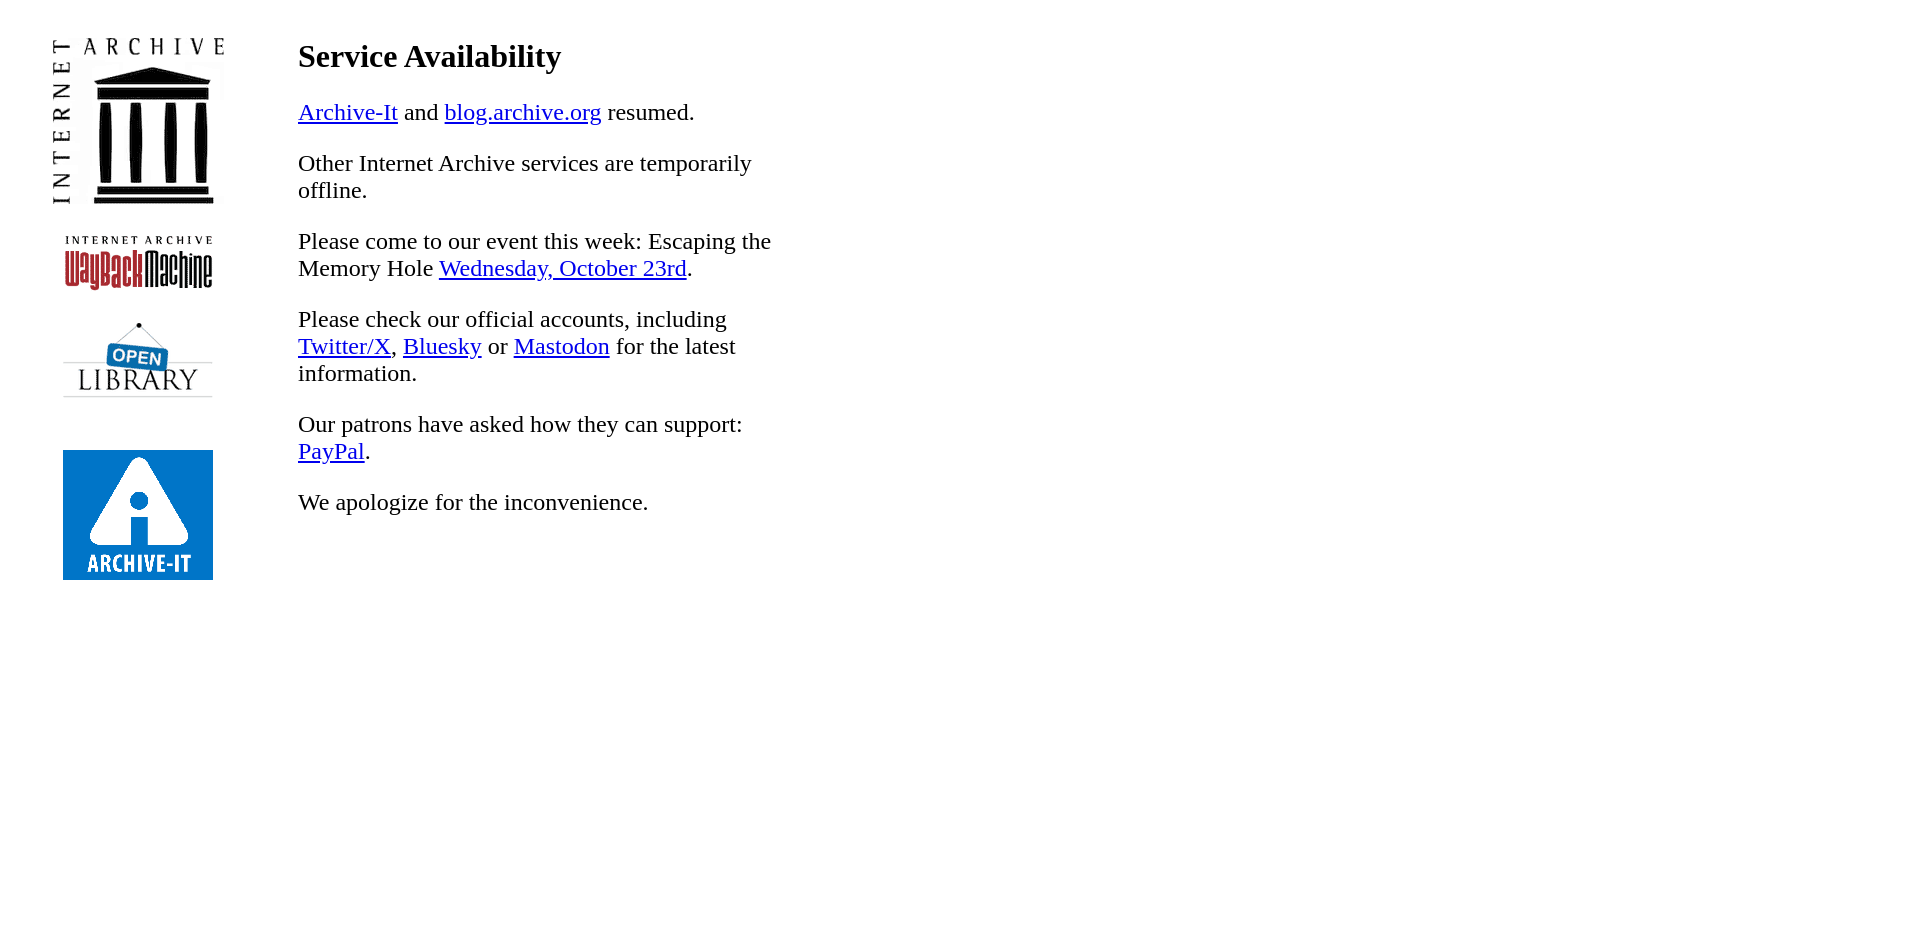 INTERNET ARCHIVE
INTERNET ARCHIVE
WayBackMachine
OPEN
LIBRARY
ARCHIVE-IT
Service Availability
Archive-It and blog.archive.org resumed.
Other Internet Archive services are temporarily
offline.
Please come to our event this week: Escaping the
Memory Hole Wednesday, October 23rd.
Please check our official accounts, including
Twitter/X, Bluesky or Mastodon for the latest
information.
Our patrons have asked how they can support:
PayPal.
We apologize for the inconvenience.